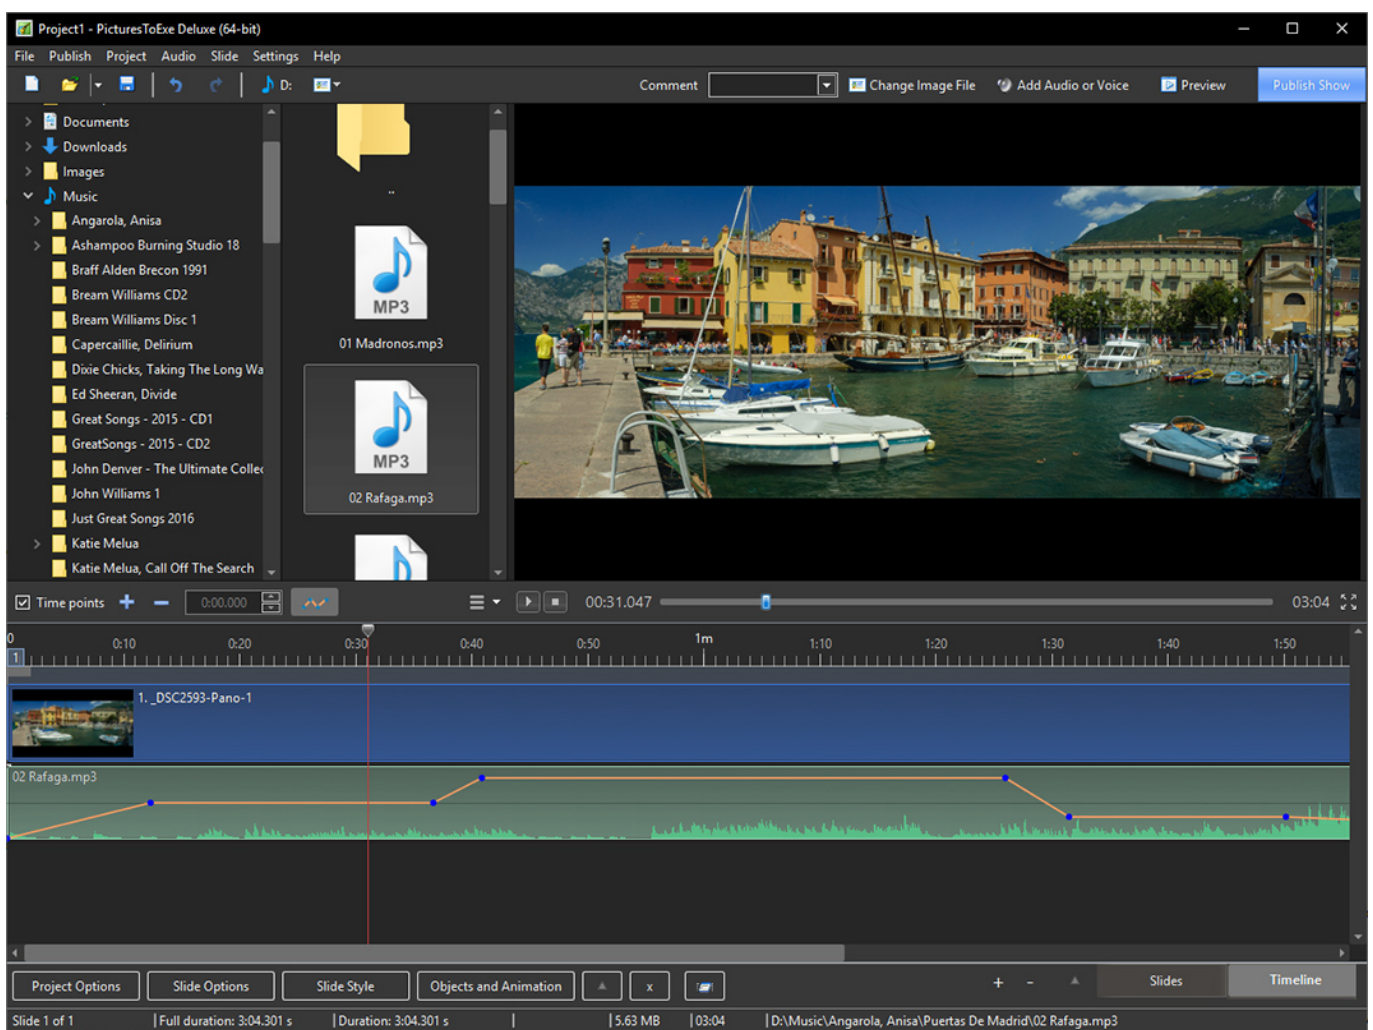 Project1 - PicturesToExe Deluxe (64-bit)
File Publish Project Audio Slide Settings Help
D: Comment Change Image File Add Audio or Voice Preview Publish Show
Documents
Downloads
Images
Music
Angarola, Anisa
Ashampoo Burning Studio 18
Braff Alden Brecon 1991
Bream Williams CD2
Bream Williams Disc 1
Capercaillie, Delirium
Dixie Chicks, Taking The Long Wa
Ed Sheeran, Divide
Great Songs - 2015 - CD1
GreatSongs - 2015 - CD2
John Denver - The Ultimate Collec
John Williams 1
Just Great Songs 2016
Katie Melua
Katie Melua, Call Off The Search
..
MP3
01 Madronos.mp3
MP3
02 Rafaga.mp3
Time points 0:00.000 00:31.047 03:04
0 0:10 0:20 0:30 0:40 0:50 1m 1:10 1:20 1:30 1:40 1:50
1
1. _DSC2593-Pano-1
02 Rafaga.mp3
Project Options Slide Options Slide Style Objects and Animation x + - Slides Timeline
Slide 1 of 1 | Full duration: 3:04.301 s | Duration: 3:04.301 s | | 5.63 MB | 03:04 | D:\Music\Angarola, Anisa\Puertas De Madrid\02 Rafaga.mp3